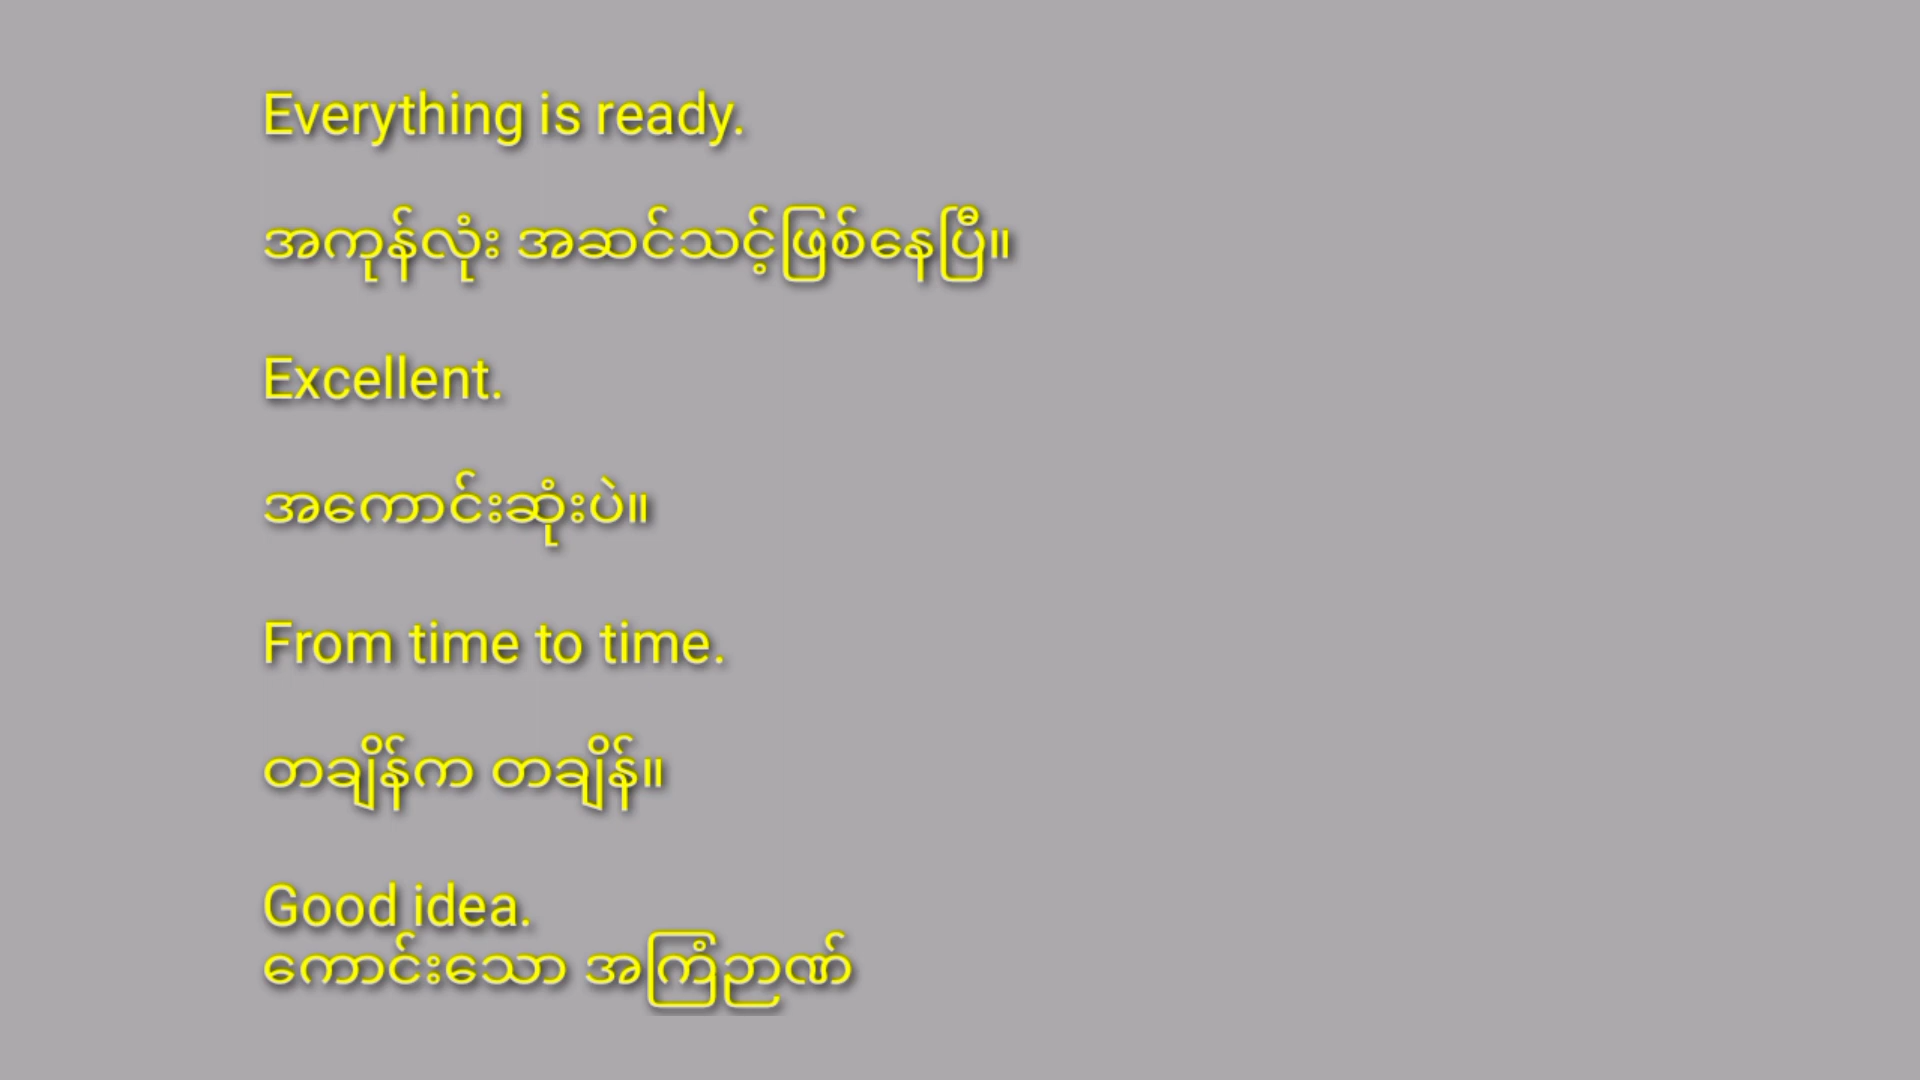 Everything is ready.
အကုန်လုံး အဆင်သင့်ဖြစ်နေပြီ။
Excellent.
အကောင်းဆုံးပဲ။
From time to time.
တချိန်က တချိန်။
Good idea.
ကောင်းသော အကြံဉာဏ်